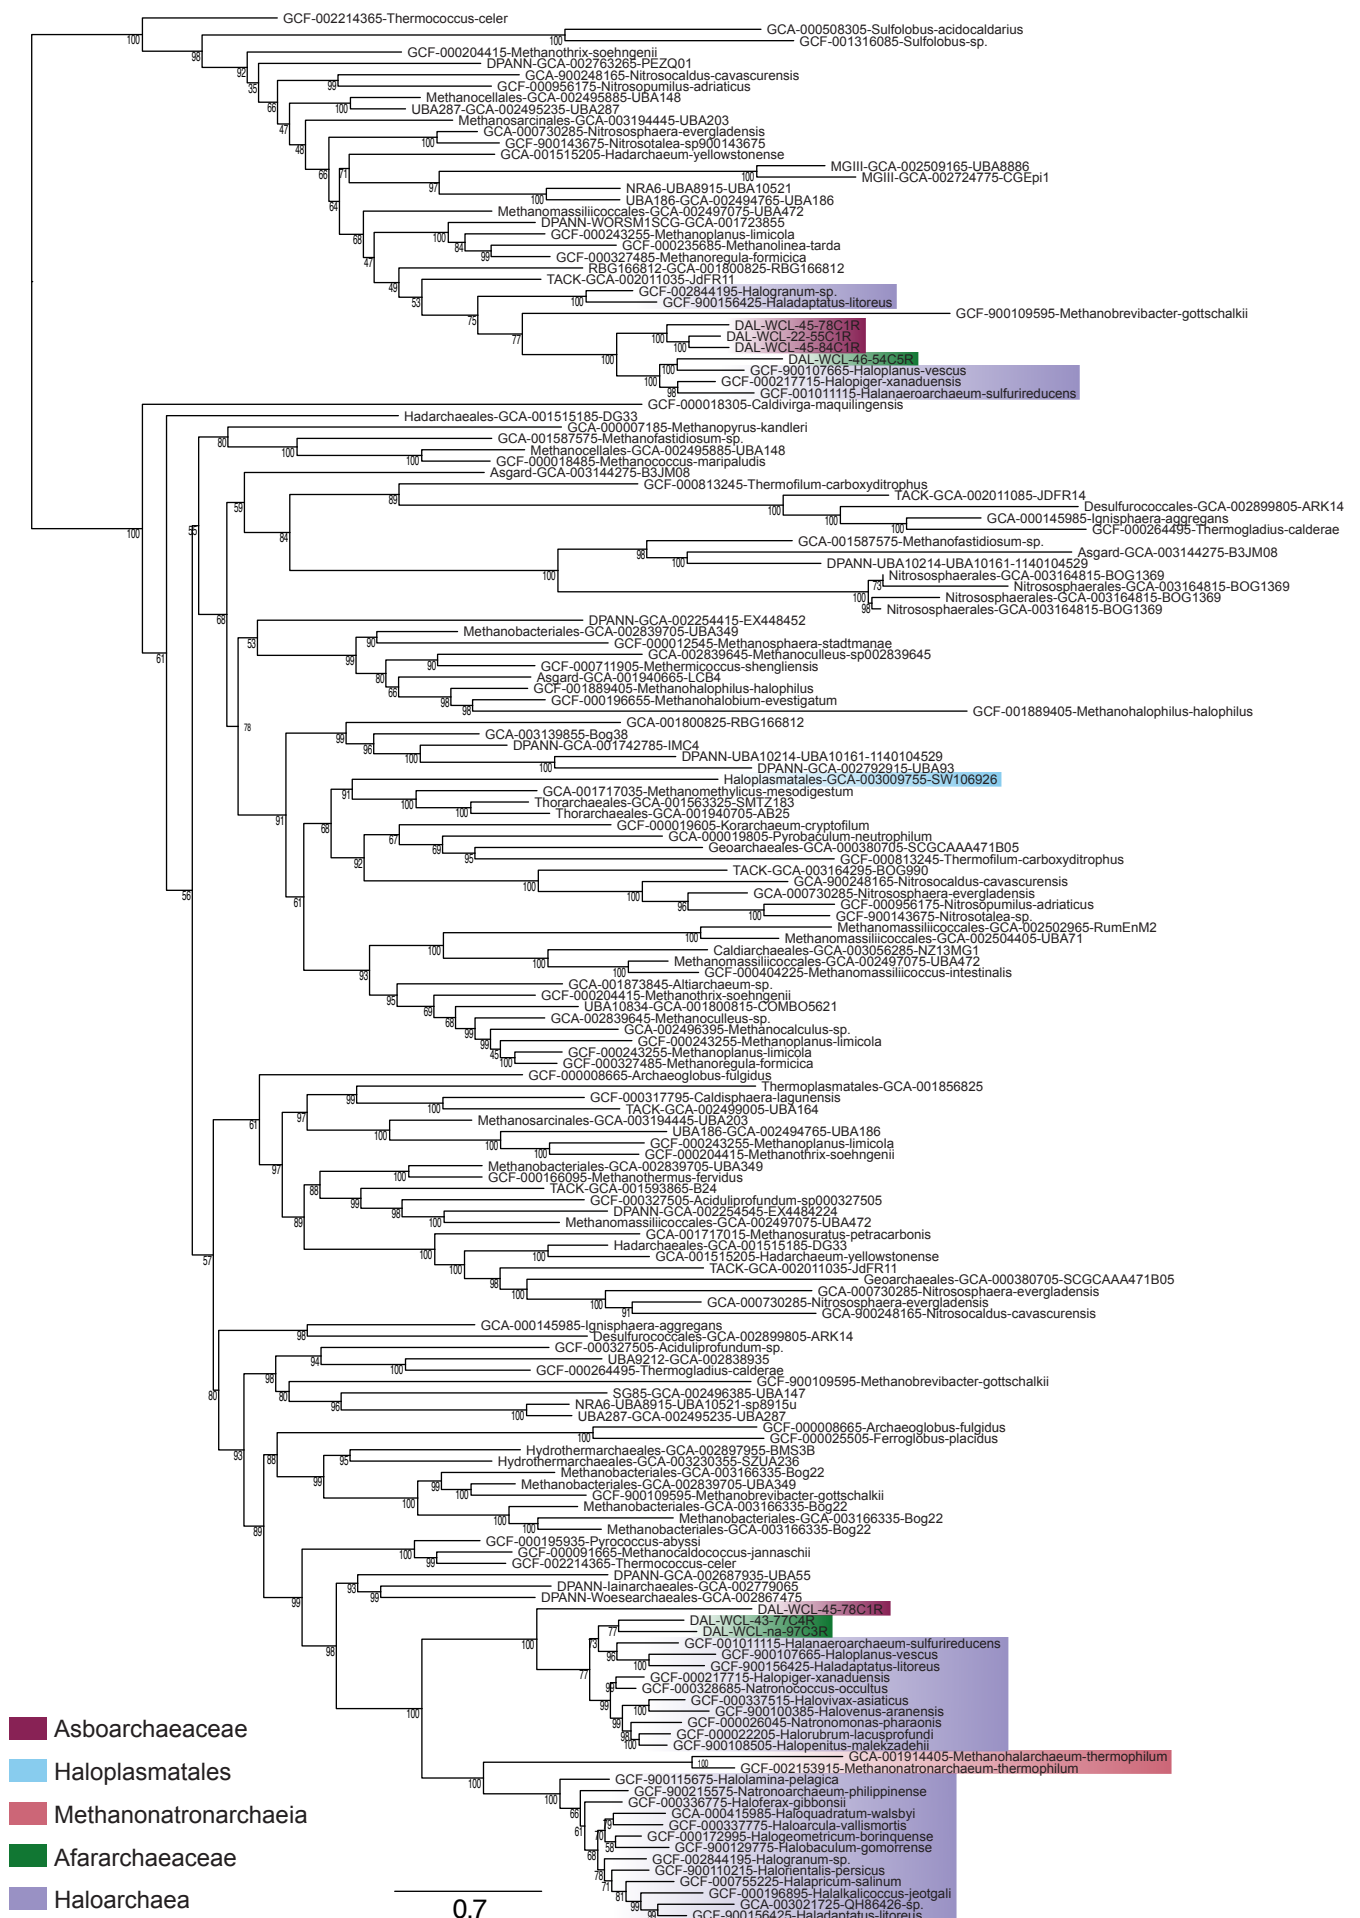 GCF-002214365-Thermococcus-celer
GCA-000508305-Sulfolobus-acidocaldarius
GCF-001316085-Sulfolobus-sp.
GCF-000204415-Methanothrix-soehngenii
DPANN-GCA-002763265-PEZQ01
GCA-900248165-Nitrosocaldus-cavascurensis
GCF-000956175-Nitrosopumilus-adriaticus
Methanocellales-GCA-002495885-UBA148
UBA287-GCA-002495235-UBA287
Methanosarcinales-GCA-003194445-UBA203
GCA-000730285-Nitrososphaera-evergladensis
GCF-900143675-Nitrosotalea-sp900143675
GCA-001515205-Hadarchaeum-yellowstonense
MGIII-GCA-002509165-UBA8886
MGIII-GCA-002724775-CGEpi1
NRA6-UBA8915-UBA10521
UBA186-GCA-002494765-UBA186
Methanomassiliicoccales-GCA-002497075-UBA472
DPANN-WORSM1SCG-GCA-001723855
GCF-000243255-Methanoplanus-limicola
GCF-000235685-Methanolinea-tarda
GCF-000327485-Methanoregula-formicica
RBG166812-GCA-001800825-RBG166812
TACK-GCA-002011035-JdFR11
GCF-002844195-Halogranum-sp.
GCF-900156425-Haladaptatus-litoreus
GCF-900109595-Methanobrevibacter-gottschalkii
DAL-WCL-45-78C1R
DAL-WCL-22-55C1R
DAL-WCL-45-84C1R
DAL-WCL-46-54C5R
GCF-900107665-Haloplanus-vescus
GCF-000217715-Halopiger-xanaduensis
GCF-001011115-Halanaeroarchaeum-sulfurireducens
GCF-000018305-Caldivirga-maquilingensis
Hadarchaeales-GCA-001515185-DG33
GCA-000007185-Methanopyrus-kandleri
GCA-001587575-Methanofastidiosum-sp.
Methanocellales-GCA-002495885-UBA148
GCF-000018485-Methanococcus-maripaludis
Asgard-GCA-003144275-B3JM08
GCF-000813245-Thermofilum-carboxyditrophus
TACK-GCA-002011085-JDFR14
Desulfurococcales-GCA-002899805-ARK14
GCA-000145985-Ignisphaera-aggregans
GCF-000264495-Thermogladius-calderae
GCA-001587575-Methanofastidiosum-sp.
Asgard-GCA-003144275-B3JM08
DPANN-UBA10214-UBA10161-1140104529
Nitrososphaerales-GCA-003164815-BOG1369
Nitrososphaerales-GCA-003164815-BOG1369
Nitrososphaerales-GCA-003164815-BOG1369
Nitrososphaerales-GCA-003164815-BOG1369
DPANN-GCA-002254415-EX448452
Methanobacteriales-GCA-002839705-UBA349
GCF-000012545-Methanosphaera-stadtmanae
GCA-002839645-Methanoculleus-sp002839645
GCF-000711905-Methermicoccus-shengliensis
Asgard-GCA-001940665-LCB4
GCF-001889405-Methanohalophilus-halophilus
GCF-000196655-Methanohalobium-evestigatum
GCF-001889405-Methanohalophilus-halophilus
GCA-001800825-RBG166812
GCA-003139855-Bog38
DPANN-GCA-001742785-IMC4
DPANN-UBA10214-UBA10161-1140104529
DPANN-GCA-002792915-UBA93
Haloplasmatales-GCA-003009755-SW106926
GCA-001717035-Methanomethylicus-mesodigestum
Thorarchaeales-GCA-001563325-SMTZ183
Thorarchaeales-GCA-001940705-AB25
GCF-000019605-Korarchaeum-cryptofilum
GCA-000019805-Pyrobaculum-neutrophilum
Geoarchaeales-GCA-000380705-SCGCAAA471B05
GCF-000813245-Thermofilum-carboxyditrophus
TACK-GCA-003164295-BOG990
GCA-900248165-Nitrosocaldus-cavascurensis
GCA-000730285-Nitrososphaera-evergladensis
GCF-000956175-Nitrosopumilus-adriaticus
GCF-900143675-Nitrosotalea-sp.
Methanomassiliicoccales-GCA-002502965-RumEnM2
Methanomassiliicoccales-GCA-002504405-UBA71
Caldiarchaeales-GCA-003056285-NZ13MG1
Methanomassiliicoccales-GCA-002497075-UBA472
GCF-000404225-Methanomassiliicoccus-intestinalis
GCA-001873845-Altiarchaeum-sp.
GCF-000204415-Methanothrix-soehngenii
UBA10834-GCA-001800815-COMBO5621
GCA-002839645-Methanoculleus-sp.
GCA-002496395-Methanocalculus-sp.
GCF-000243255-Methanoplanus-limicola
GCF-000243255-Methanoplanus-limicola
GCF-000327485-Methanoregula-formicica
GCF-000008665-Archaeoglobus-fulgidus
Thermoplasmatales-GCA-001856825
GCF-000317795-Caldisphaera-lagunensis
TACK-GCA-002499005-UBA164
Methanosarcinales-GCA-003194445-UBA203
UBA186-GCA-002494765-UBA186
GCF-000243255-Methanoplanus-limicola
GCF-000204415-Methanothrix-soehngenii
Methanobacteriales-GCA-002839705-UBA349
GCF-000166095-Methanothermus-fervidus
TACK-GCA-001593865-B24
GCF-000327505-Aciduliprofundum-sp000327505
DPANN-GCA-002254545-EX4484224
Methanomassiliicoccales-GCA-002497075-UBA472
GCA-001717015-Methanosuratus-petracarbonis
Hadarchaeales-GCA-001515185-DG33
GCA-001515205-Hadarchaeum-yellowstonense
TACK-GCA-002011035-JdFR11
Geoarchaeales-GCA-000380705-SCGCAAA471B05
GCA-000730285-Nitrososphaera-evergladensis
GCA-000730285-Nitrososphaera-evergladensis
GCA-900248165-Nitrosocaldus-cavascurensis
GCA-000145985-Ignisphaera-aggregans
Desulfurococcales-GCA-002899805-ARK14
GCF-000327505-Aciduliprofundum-sp.
UBA9212-GCA-002838935
GCF-000264495-Thermogladius-calderae
GCF-900109595-Methanobrevibacter-gottschalkii
SG85-GCA-002496385-UBA147
NRA6-UBA8915-UBA10521-sp8915u
UBA287-GCA-002495235-UBA287
GCF-000008665-Archaeoglobus-fulgidus
GCF-000025505-Ferroglobus-placidus
Hydrothermarchaeales-GCA-002897955-BMS3B
Hydrothermarchaeales-GCA-003230355-SZUA236
Methanobacteriales-GCA-003166335-Bog22
Methanobacteriales-GCA-002839705-UBA349
GCF-900109595-Methanobrevibacter-gottschalkii
Methanobacteriales-GCA-003166335-Bog22
Methanobacteriales-GCA-003166335-Bog22
Methanobacteriales-GCA-003166335-Bog22
GCF-000195935-Pyrococcus-abyssi
GCF-000091665-Methanocaldococcus-jannaschii
GCF-002214365-Thermococcus-celer
DPANN-GCA-002687935-UBA55
DPANN-Iainarchaeales-GCA-002779065
DPANN-Woesearchaeales-GCA-002867475
DAL-WCL-45-78C1R
DAL-WCL-43-77C4R
DAL-WCL-na-97C3R
GCF-001011115-Halanaeroarchaeum-sulfurireducens
GCF-900107665-Haloplanus-vescus
GCF-900156425-Haladaptatus-litoreus
GCF-000217715-Halopiger-xanaduensis
GCF-000328685-Natronococcus-occultus
GCF-000337515-Halovivax-asiaticus
GCF-900100385-Halovenus-aranensis
GCF-000026045-Natronomonas-pharaonis
GCF-000022205-Halorubrum-lacusprofundi
GCF-900108505-Halopenitus-malekzadehii
GCA-001914405-Methanohalarchaeum-thermophilum
GCF-002153915-Methanonatronarchaeum-thermophilum
GCF-900115675-Halolamina-pelagica
GCF-900215575-Natronoarchaeum-philippinense
GCF-000336775-Haloferax-gibbonsii
GCA-000415985-Haloquadratum-walsbyi
GCF-000337775-Haloarcula-vallismortis
GCF-000172995-Halogeometricum-borinquense
GCF-900129775-Halobaculum-gomorrense
GCF-002844195-Halogranum-sp.
GCF-900110215-Halorientalis-persicus
GCF-000755225-Halapricum-salinum
GCF-000196895-Halalkalicoccus-jeotgali
GCA-003021725-QH86426-sp.
GCF-900156425-Haladaptatus-litoreus
Asboarchaeaceae
Haloplasmatales
Methanonatronarchaeia
Afararchaeaceae
Haloarchaea
0.7